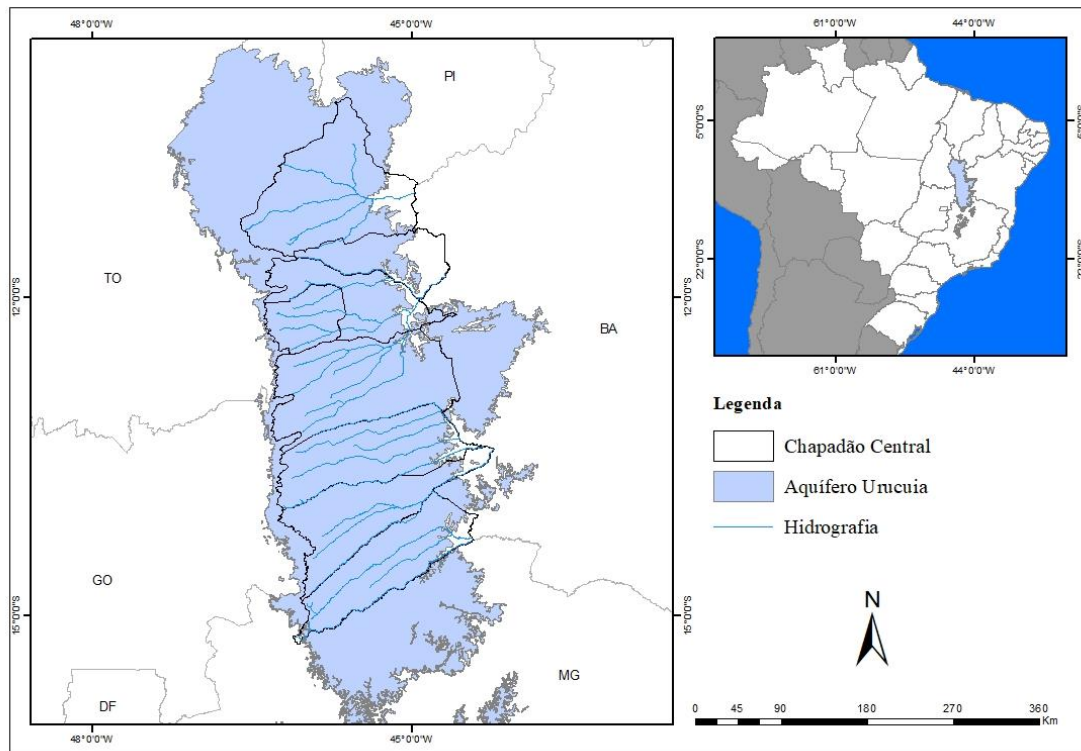 48°0'0"W 45°0'0"W
PI
TO
BA
GO
MG
DF
12°0'0"S 12°0'0"S
15°0'0"S 15°0'0"S
48°0'0"W 45°0'0"W
61°0'0"W 44°0'0"W
5°0'0"S
22°0'0"S
61°0'0"W 44°0'0"W
Legenda
Chapadão Central
Aquífero Urucuia
Hidrografia
N
0 45 90 180 270 360
Km